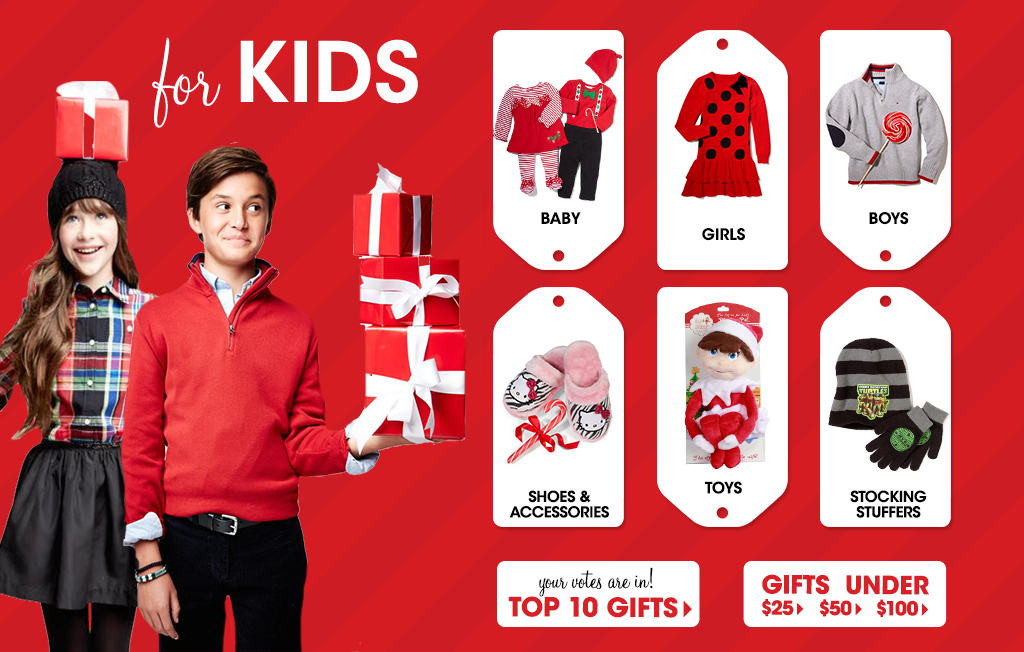 for KIDS
BABY
GIRLS
BOYS
SHOES &
ACCESSORIES
TOYS
STOCKING
STUFFERS
your votes are in!
TOP 10 GIFTS
GIFTS UNDER
$25 $50 $100
TURTLES